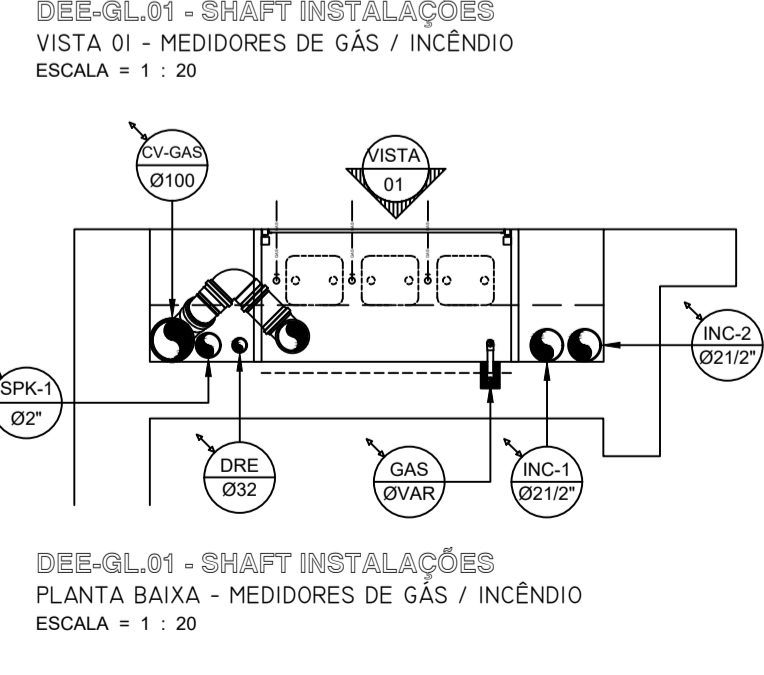 DEE-GL.01 - SHAFT INSTALAÇÕES
VISTA 01 - MEDIDORES DE GÁS / INCÊNDIO
ESCALA = 1 : 20
CV-GAS
Ø100
VISTA
01
INC-2
Ø21/2"
SPK-1
Ø2"
DRE
Ø32
GAS
ØVAR
INC-1
Ø21/2"
DEE-GL.01 - SHAFT INSTALAÇÕES
PLANTA BAIXA - MEDIDORES DE GÁS / INCÊNDIO
ESCALA = 1 : 20